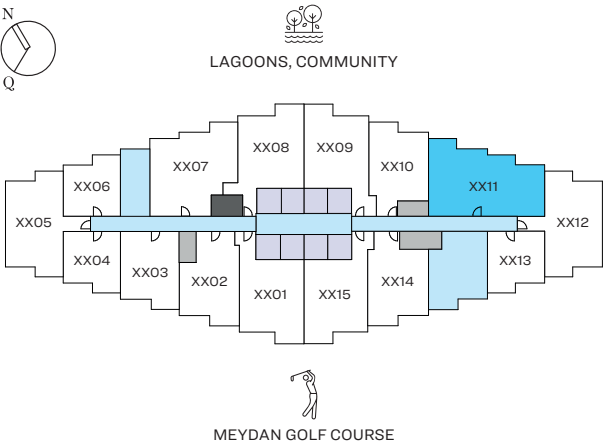 N
Q
LAGOONS, COMMUNITY
XX08
XX09
XX07
XX10
XX06
XX11
XX05
XX12
XX04
XX03
XX02
XX01
XX15
XX14
XX13
MEYDAN GOLF COURSE